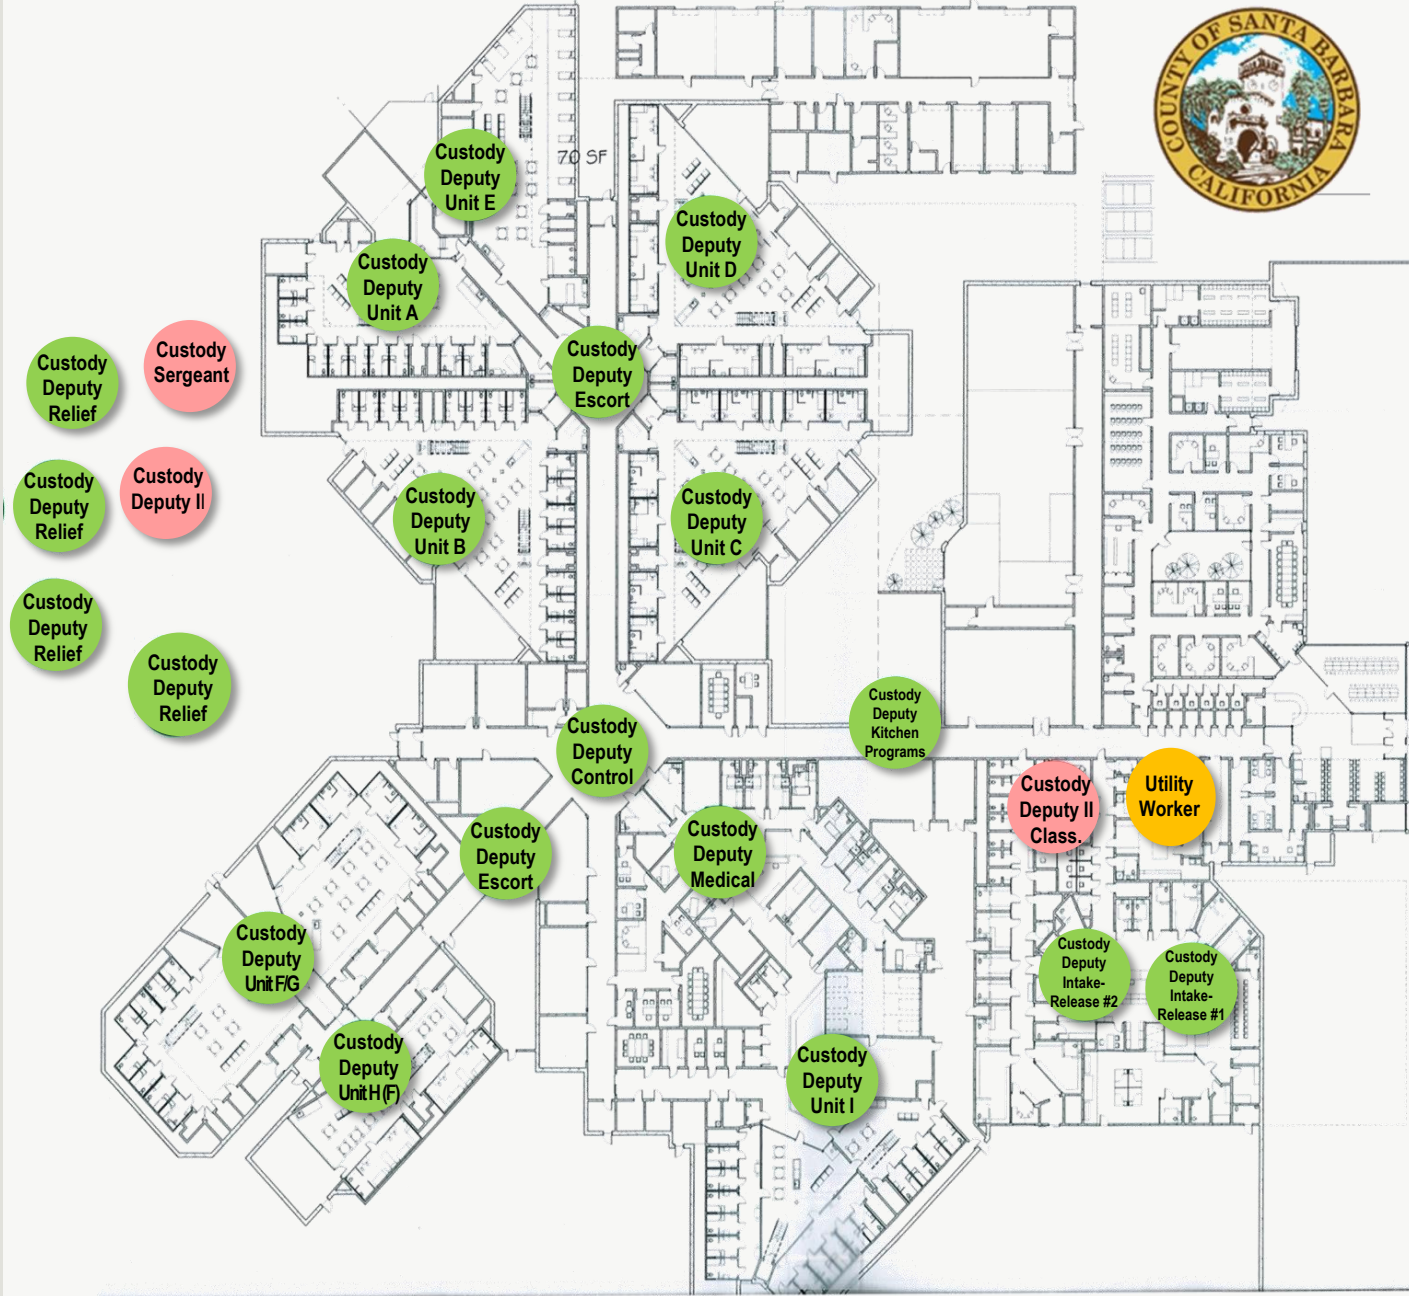 COUNTY OF SANTA BARBARA
CALIFORNIA
Custody
Deputy
Unit E
70 SF
Custody
Deputy
Unit D
Custody
Deputy
Unit A
Custody
Deputy
Escort
Custody
Sergeant
Custody
Deputy
Relief
Custody
Deputy II
Custody
Deputy
Relief
Custody
Deputy
Unit B
Custody
Deputy
Unit C
Custody
Deputy
Relief
Custody
Deputy
Relief
Custody
Deputy
Control
Custody
Deputy
Kitchen
Programs
Custody
Deputy II
Class.
Utility
Worker
Custody
Deputy
Escort
Custody
Deputy
Medical
Custody
Deputy
Unit F/G
Custody
Deputy
Intake-
Release #2
Custody
Deputy
Intake-
Release #1
Custody
Deputy
Unit H (F)
Custody
Deputy
Unit I